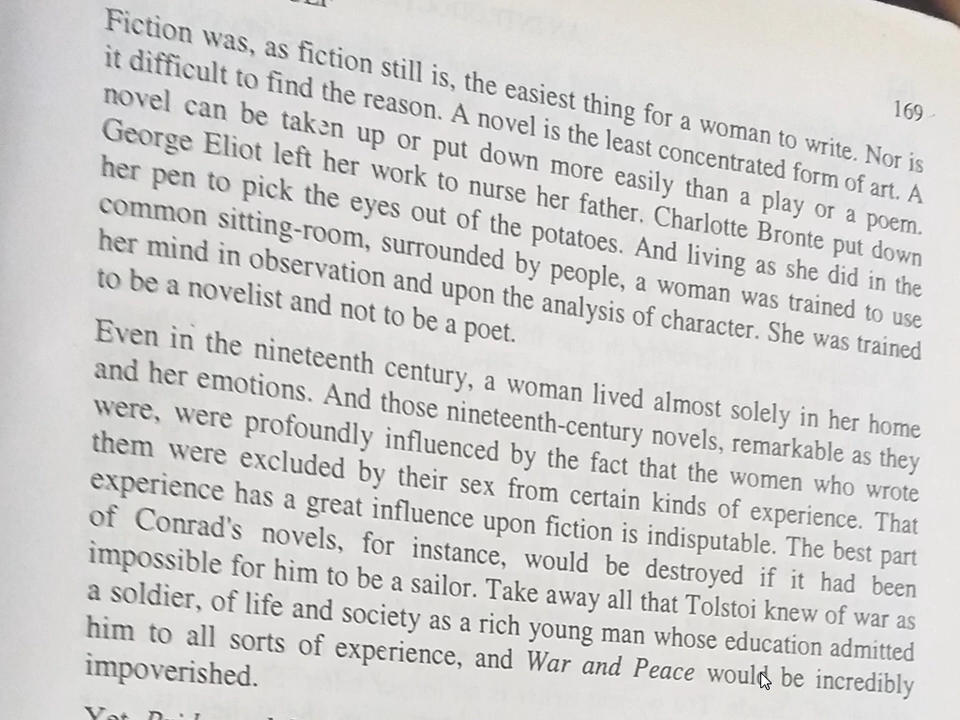 169
Fiction was, as fiction still is, the easiest thing for a woman to write. Nor is
it difficult to find the reason. A novel is the least concentrated form of art. A
novel can be taken up or put down more easily than a play or a poem.
George Eliot left her work to nurse her father. Charlotte Bronte put down
her pen to pick the eyes out of the potatoes. And living as she did in the
common sitting-room, surrounded by people, a woman was trained to use
her mind in observation and upon the analysis of character. She was trained
to be a novelist and not to be a poet.
Even in the nineteenth century, a woman lived almost solely in her home
and her emotions. And those nineteenth-century novels, remarkable as they
were, were profoundly influenced by the fact that the women who wrote
them were excluded by their sex from certain kinds of experience. That
experience has a great influence upon fiction is indisputable. The best part
of Conrad's novels, for instance, would be destroyed if it had been
impossible for him to be a sailor. Take away all that Tolstoi knew of war as
a soldier, of life and society as a rich young man whose education admitted
him to all sorts of experience, and War and Peace would be incredibly
impoverished.
Yet